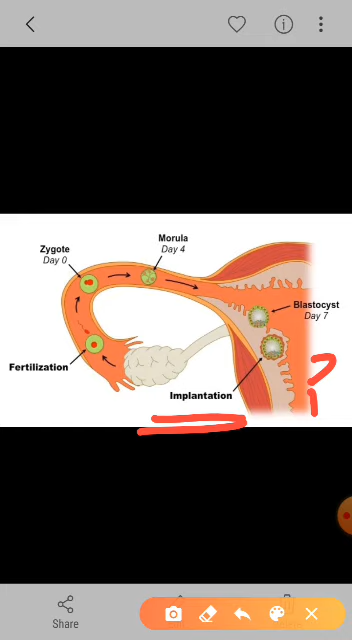 Zygote
Day 0
Morula
Day 4
Blastocyst
Day 7
Fertilization
Implantation
Share